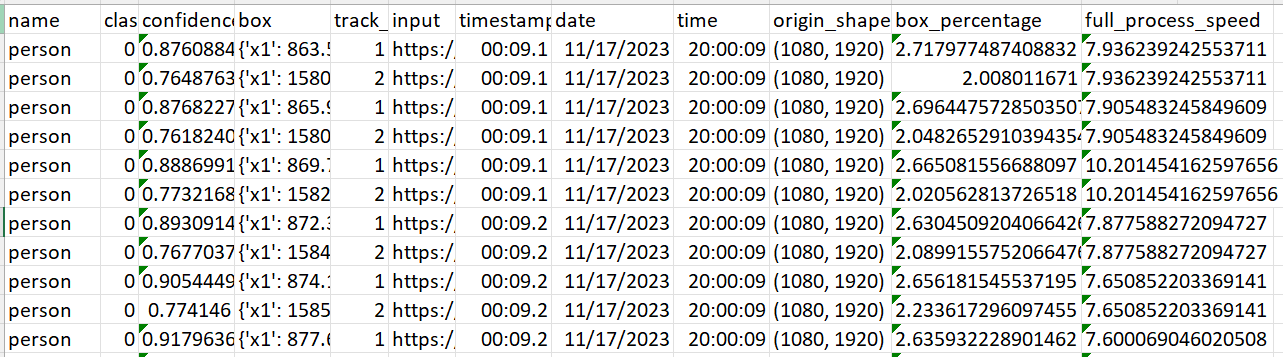 name clas confidence box track_ input timestamp date time origin_shape box_percentage full_process_speed
person 0 0.8760884 {'x1': 863.5 1 https:/ 00:09.1 11/17/2023 20:00:09 (1080, 1920) 2.717977487408832 7.936239242553711
person 0 0.7648763 {'x1': 1580 2 https:/ 00:09.1 11/17/2023 20:00:09 (1080, 1920) 2.008011671 7.936239242553711
person 0 0.8768227 {'x1': 865.9 1 https:/ 00:09.1 11/17/2023 20:00:09 (1080, 1920) 2.6964475728503507 7.905483245849609
person 0 0.7618240 {'x1': 1580 2 https:/ 00:09.1 11/17/2023 20:00:09 (1080, 1920) 2.0482652910394354 7.905483245849609
person 0 0.8886991 {'x1': 869.7 1 https:/ 00:09.1 11/17/2023 20:00:09 (1080, 1920) 2.665081556688097 10.201454162597656
person 0 0.7732168 {'x1': 1582 2 https:/ 00:09.1 11/17/2023 20:00:09 (1080, 1920) 2.020562813726518 10.201454162597656
person 0 0.8930914 {'x1': 872.3 1 https:/ 00:09.2 11/17/2023 20:00:09 (1080, 1920) 2.6304509204066426 7.877588272094727
person 0 0.7677037 {'x1': 1584 2 https:/ 00:09.2 11/17/2023 20:00:09 (1080, 1920) 2.0899155752066476 7.877588272094727
person 0 0.9054449 {'x1': 874.1 1 https:/ 00:09.2 11/17/2023 20:00:09 (1080, 1920) 2.656181545537195 7.650852203369141
person 0 0.774146 {'x1': 1585 2 https:/ 00:09.2 11/17/2023 20:00:09 (1080, 1920) 2.233617296097455 7.650852203369141
person 0 0.9179636 {'x1': 877.6 1 https:/ 00:09.2 11/17/2023 20:00:09 (1080, 1920) 2.635932228901462 7.600069046020508